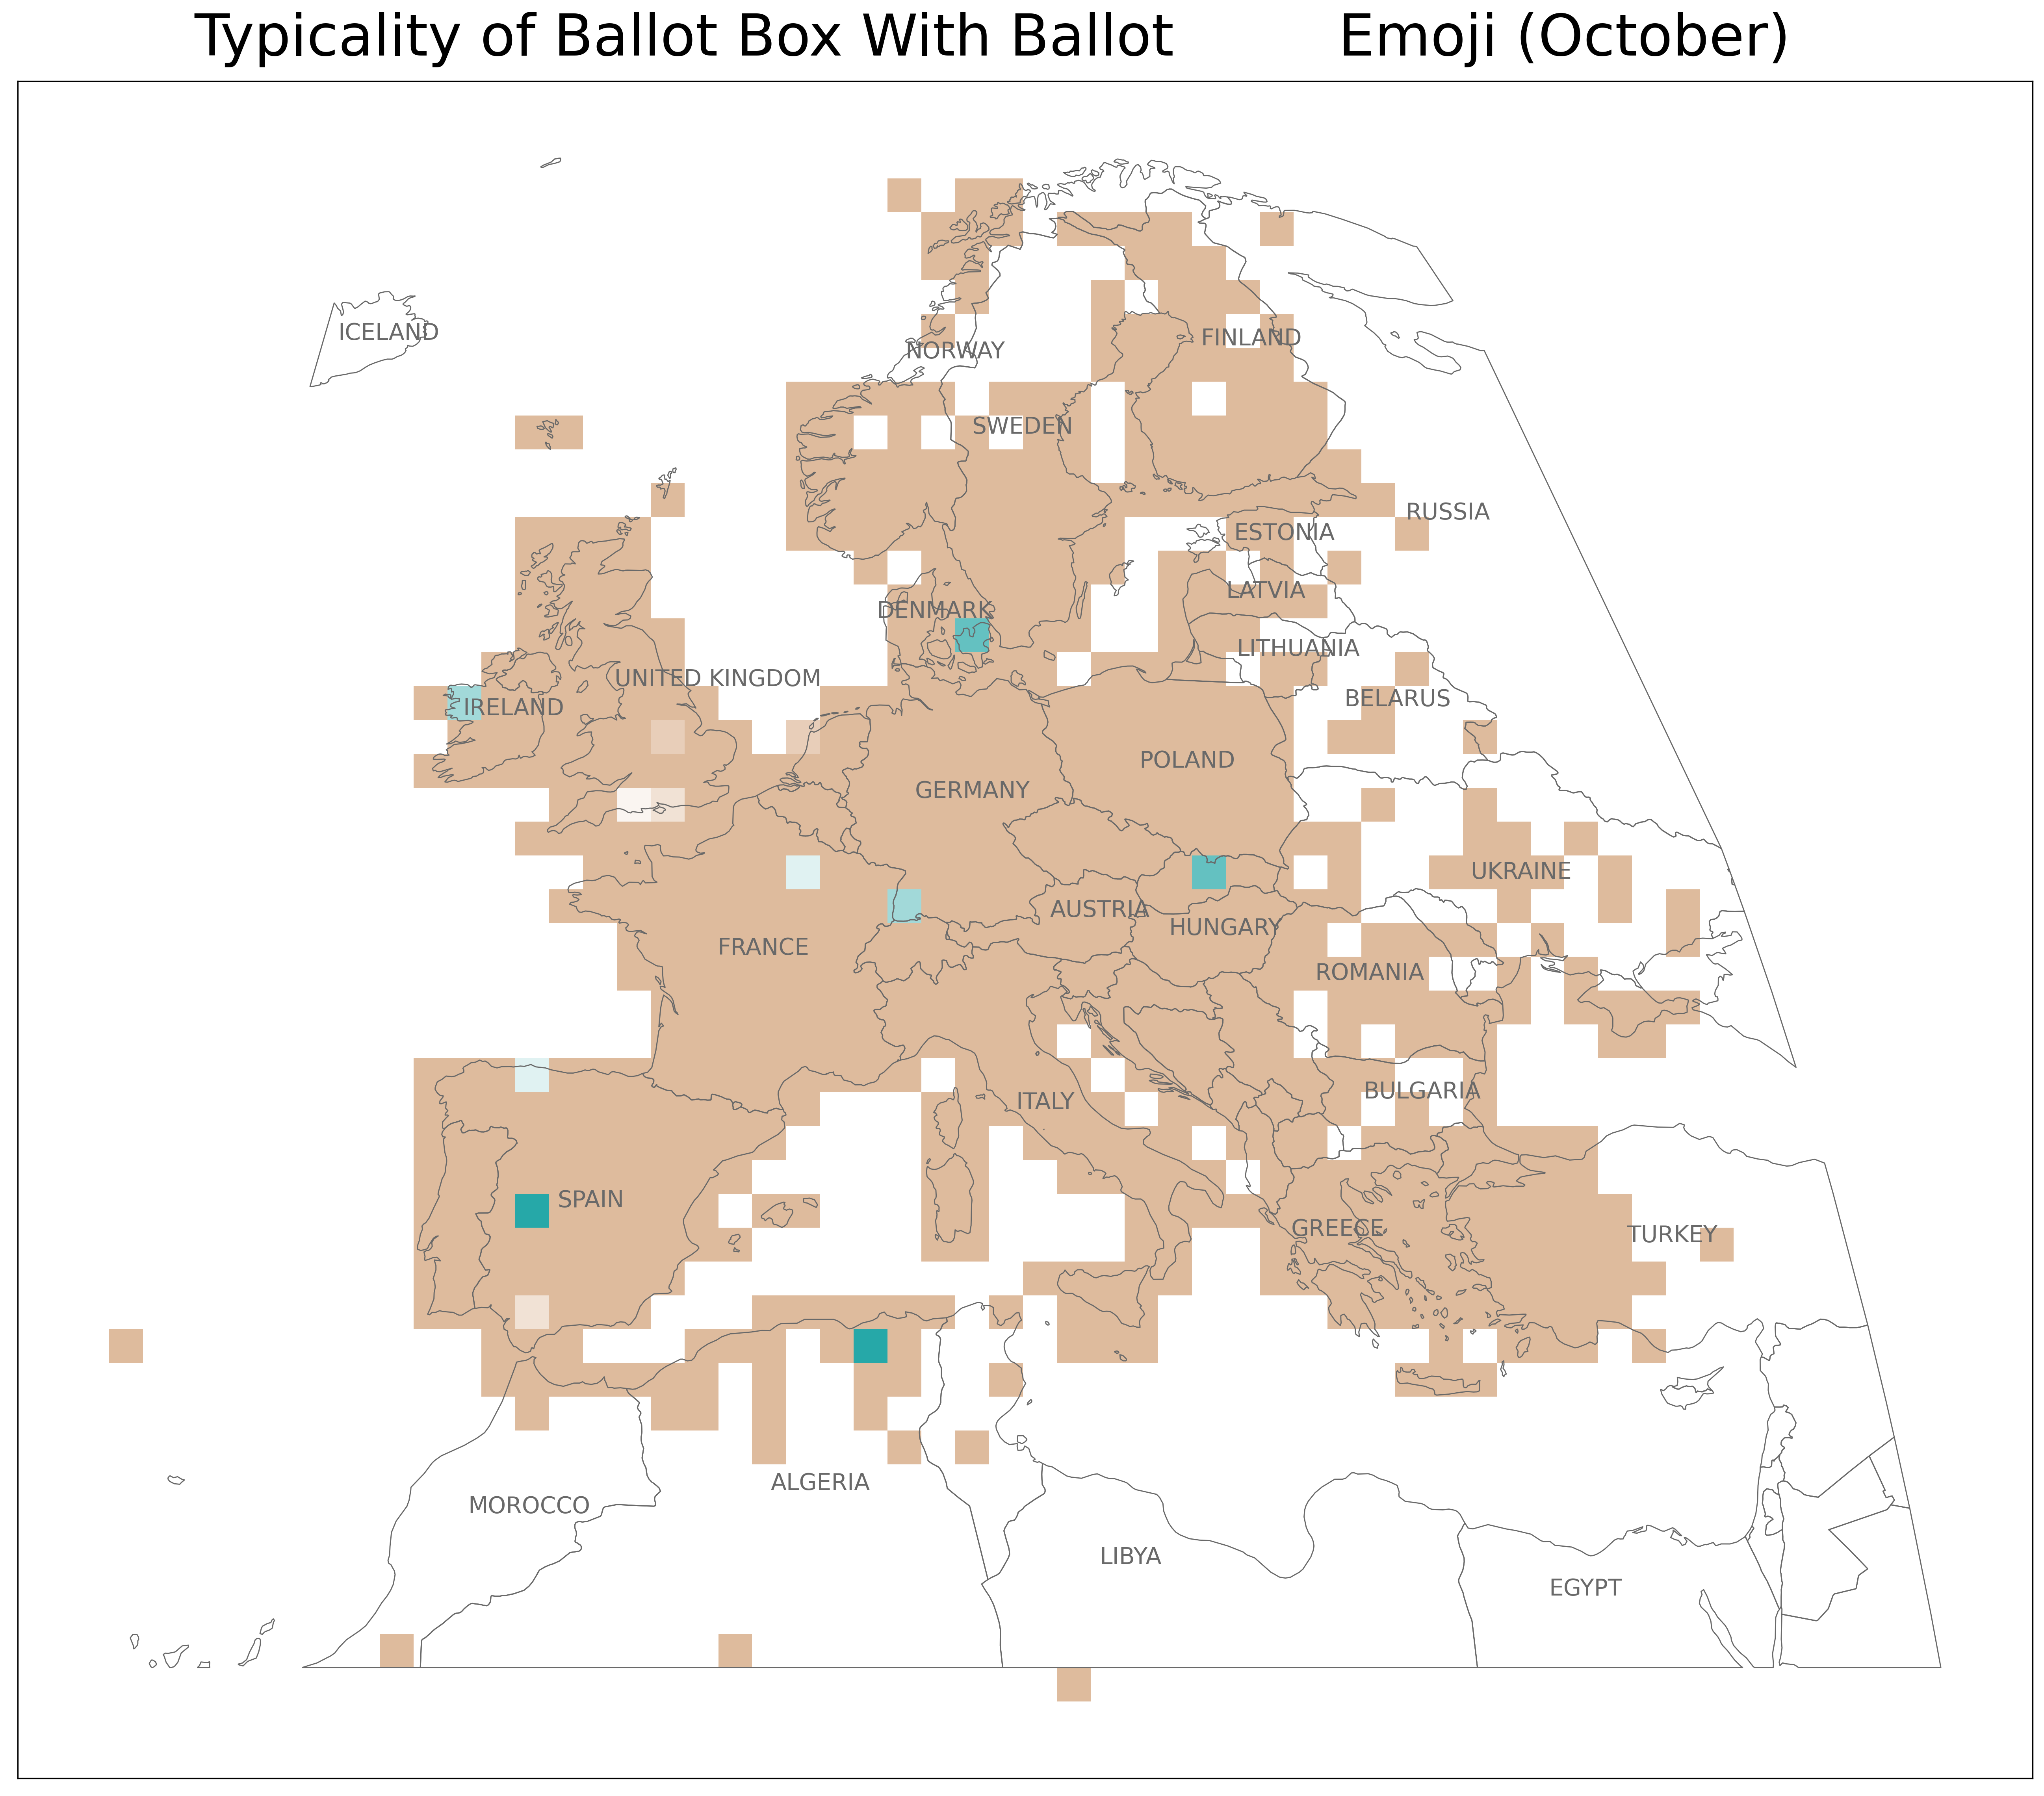 Typicality of Ballot Box With Ballot Emoji (October)
ICELAND
NORWAY
FINLAND
SWEDEN
RUSSIA
ESTONIA
LATVIA
DENMARK
LITHUANIA
UNITED KINGDOM
BELARUS
IRELAND
POLAND
GERMANY
UKRAINE
AUSTRIA
HUNGARY
FRANCE
ROMANIA
BULGARIA
ITALY
SPAIN
GREECE
TURKEY
ALGERIA
MOROCCO
LIBYA
EGYPT